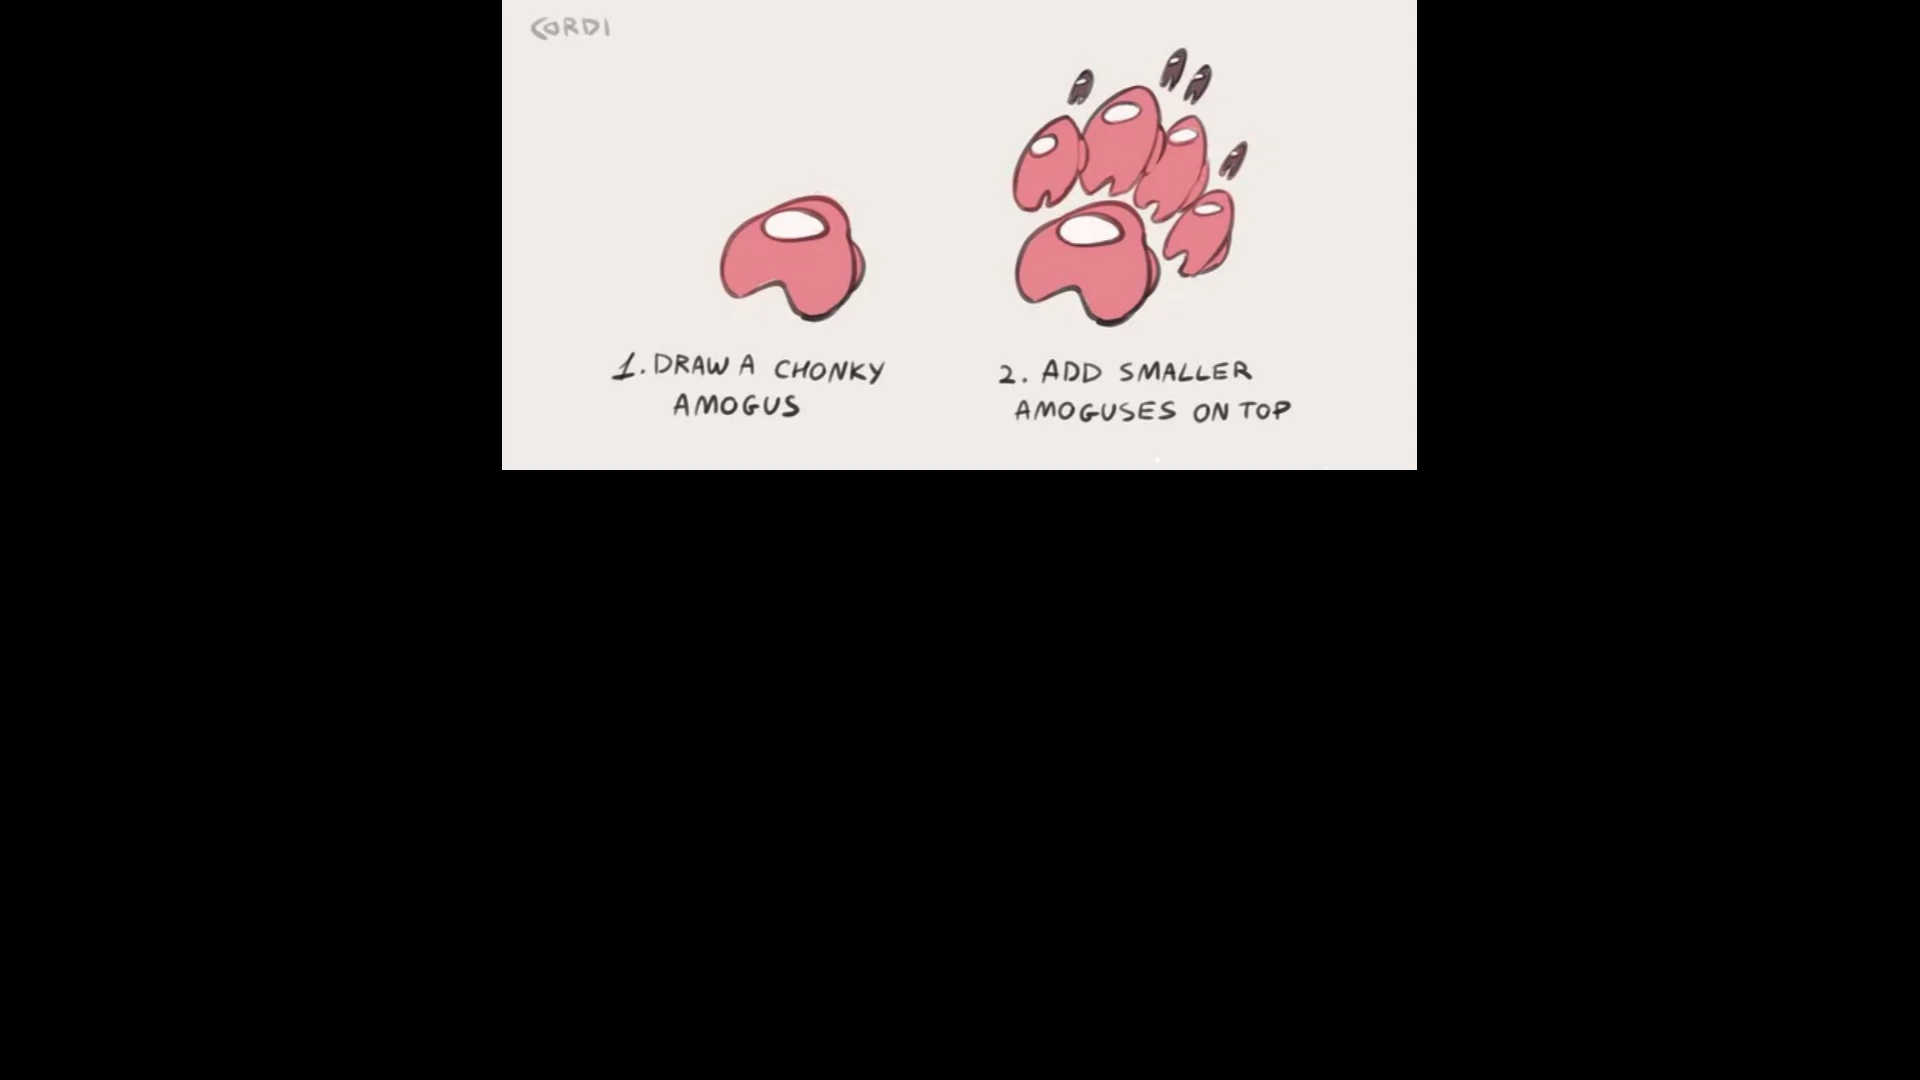 CORDI
1. DRAW A CHONKY
AMOGUS
2. ADD SMALLER
AMOGUSES ON TOP